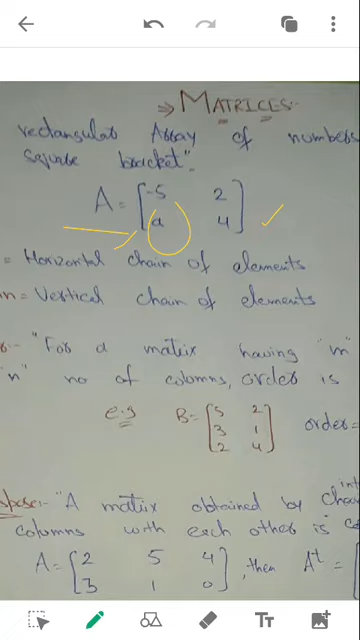 ⇒ MATRICES:-
rectangular Array of numbers
square bracket".
A = [-5 2
a 4]
= Horizontal chain of elements
= Vertical chain of elements
"For a matrix having "m"
"n" no of columns, order is
e.g B = [5 2
3 1
2 4] order =
"A matrix obtained by
columns with each other is
A = [2 5 4
3 1 0], then Aᵗ = [
Tt